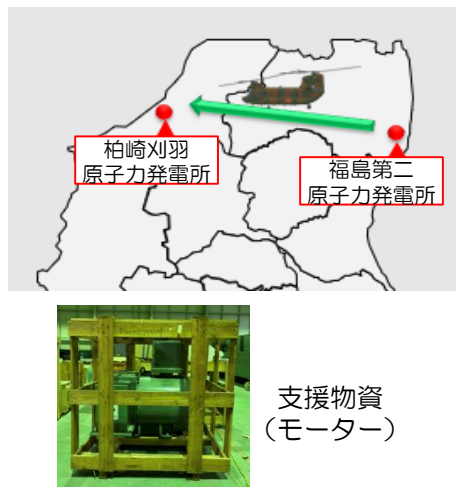 柏崎刈羽
原子力発電所
福島第二
原子力発電所
支援物資
（モーター）